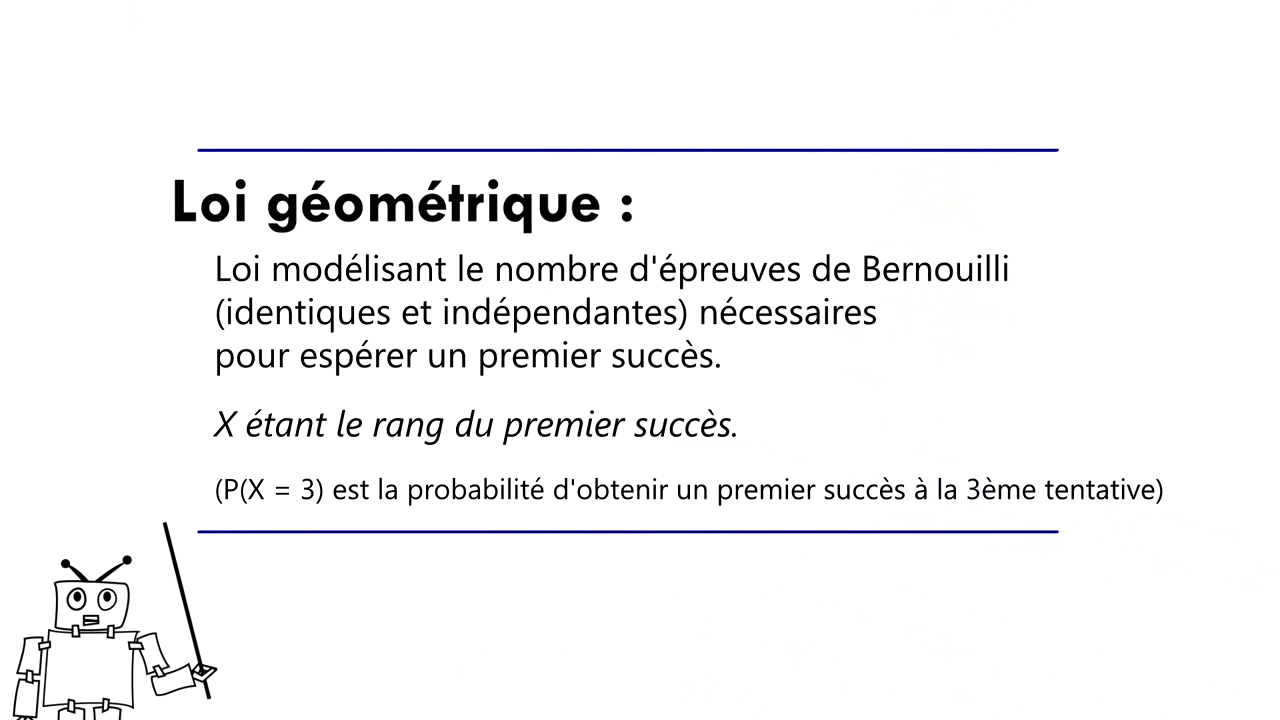 Loi géométrique :
Loi modélisant le nombre d'épreuves de Bernouilli
(identiques et indépendantes) nécessaires
pour espérer un premier succès.
X étant le rang du premier succès.
(P(X = 3) est la probabilité d'obtenir un premier succès à la 3ème tentative)